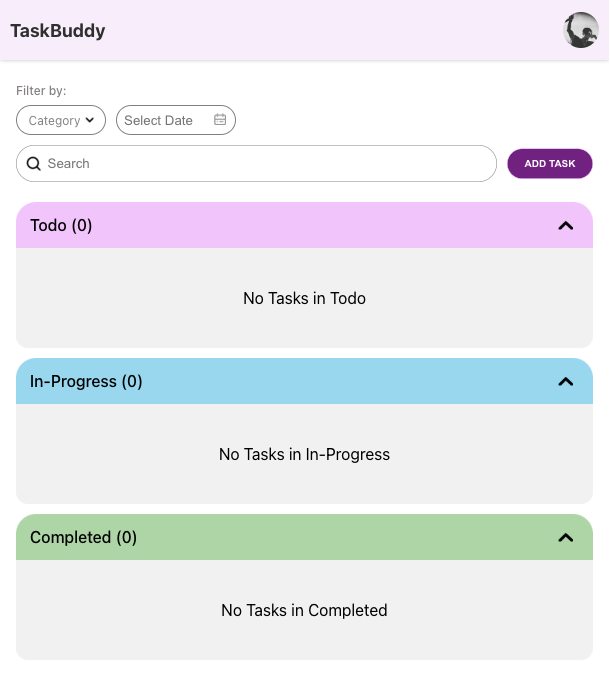 TaskBuddy
Filter by:
Category
Select Date
Search
ADD TASK
Todo (0)
No Tasks in Todo
In-Progress (0)
No Tasks in In-Progress
Completed (0)
No Tasks in Completed